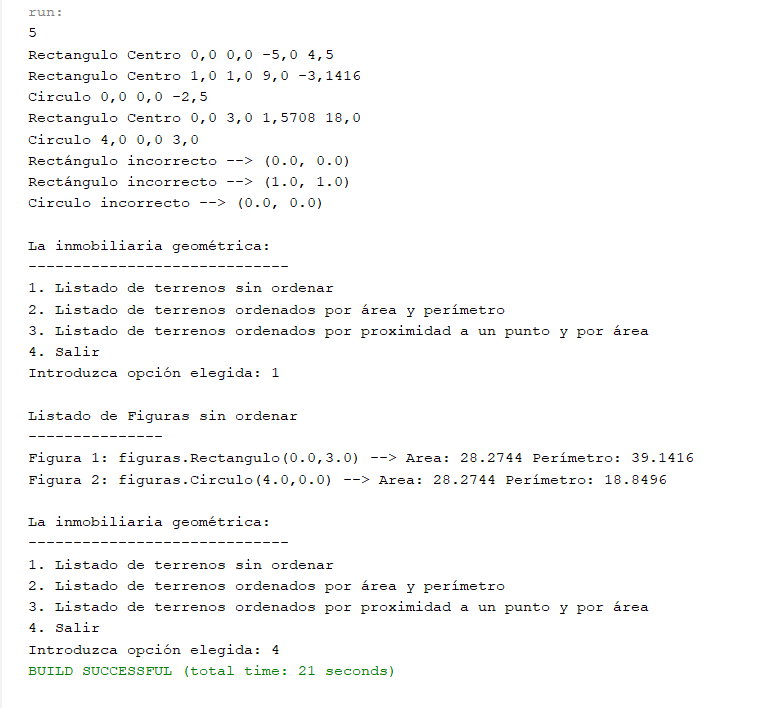 run:
5
Rectangulo Centro 0,0 0,0 -5,0 4,5
Rectangulo Centro 1,0 1,0 9,0 -3,1416
Circulo 0,0 0,0 -2,5
Rectangulo Centro 0,0 3,0 1,5708 18,0
Circulo 4,0 0,0 3,0
Rectángulo incorrecto --> (0.0, 0.0)
Rectángulo incorrecto --> (1.0, 1.0)
Circulo incorrecto --> (0.0, 0.0)
La inmobiliaria geométrica:
-----------------------------
1. Listado de terrenos sin ordenar
2. Listado de terrenos ordenados por área y perímetro
3. Listado de terrenos ordenados por proximidad a un punto y por área
4. Salir
Introduzca opción elegida: 1
Listado de Figuras sin ordenar
---------------
Figura 1: figuras.Rectangulo(0.0,3.0) --> Area: 28.2744 Perímetro: 39.1416
Figura 2: figuras.Circulo(4.0,0.0) --> Area: 28.2744 Perímetro: 18.8496
La inmobiliaria geométrica:
-----------------------------
1. Listado de terrenos sin ordenar
2. Listado de terrenos ordenados por área y perímetro
3. Listado de terrenos ordenados por proximidad a un punto y por área
4. Salir
Introduzca opción elegida: 4
BUILD SUCCESSFUL (total time: 21 seconds)